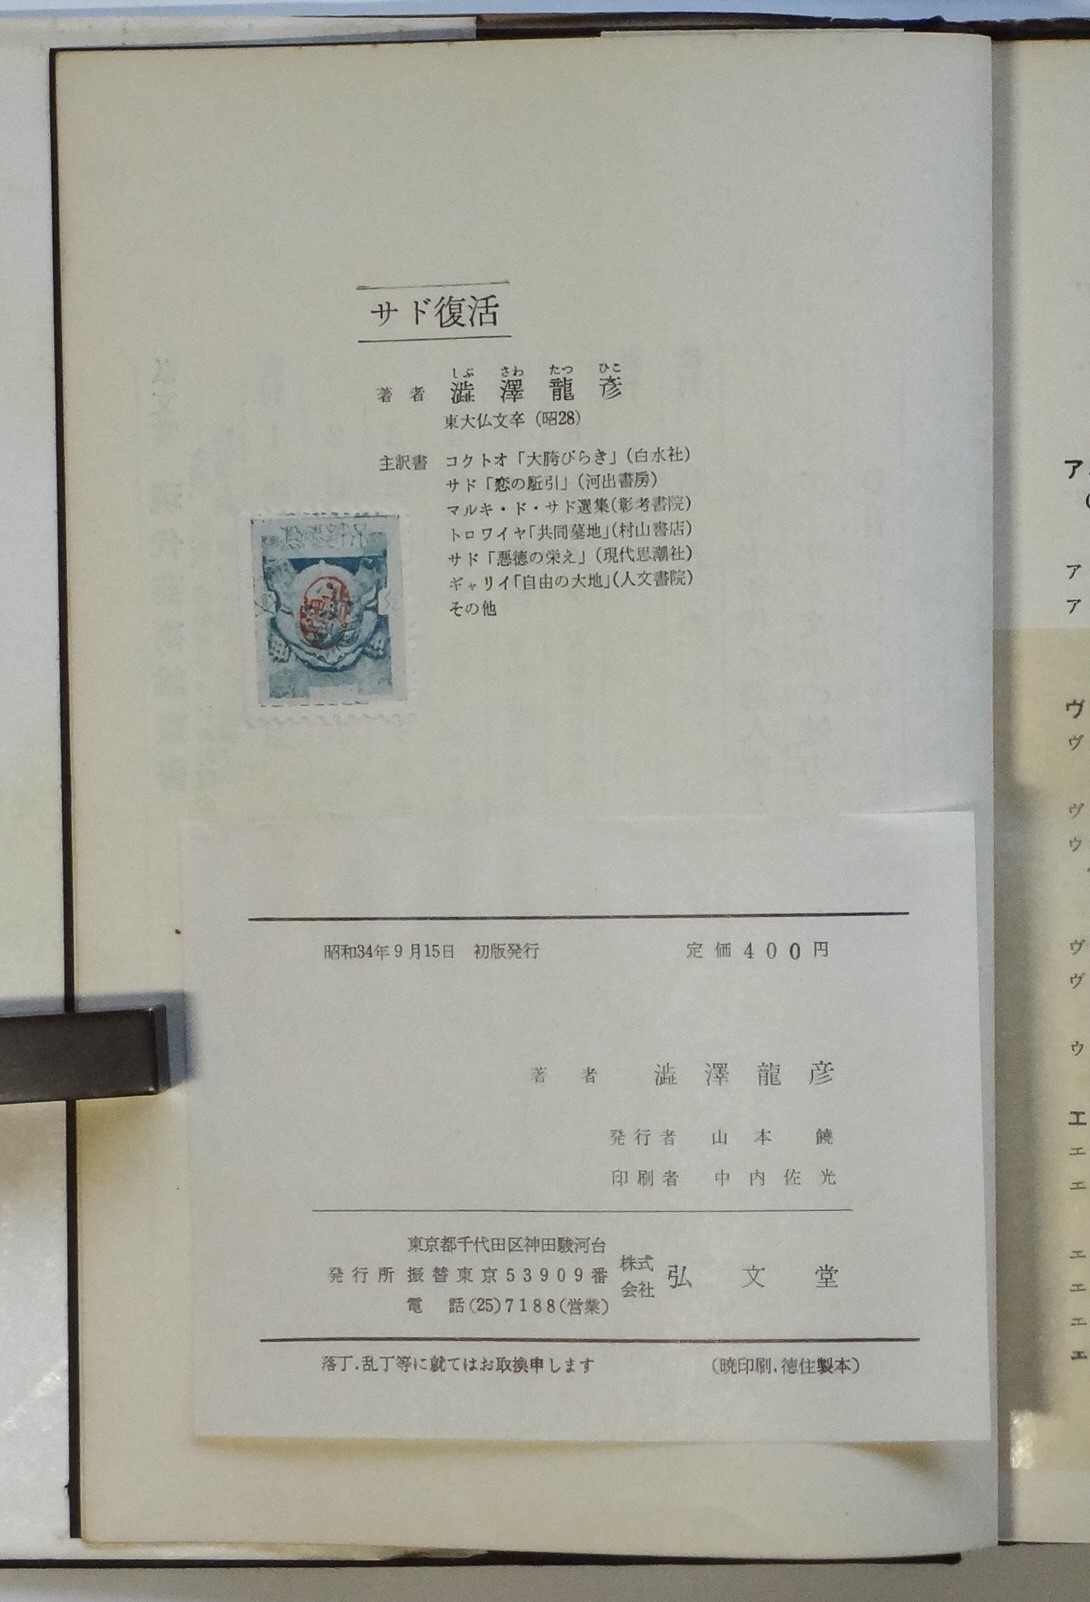 サド復活
しぶ さわ たつ ひこ
著者 澁澤龍彦
東大仏文卒 (昭28)
主訳書 コクトオ「大胯びらき」(白水社)
サド「恋の駈引」(河出書房)
マルキ・ド・サド選集(彰考書院)
トロワイヤ「共同墓地」(村山書店)
サド「悪徳の栄え」(現代思潮社)
ギャリイ「自由の大地」(人文書院)
その他
昭和34年9月15日 初版発行 定価400円
著者 澁澤龍彦
発行者 山本 饒
印刷者 中内佐光
東京都千代田区神田駿河台
発行所 振替東京53909番 株式会社 弘文堂
電話(25)7188(営業)
落丁.乱丁等に就てはお取換申します (暁印刷.徳住製本)